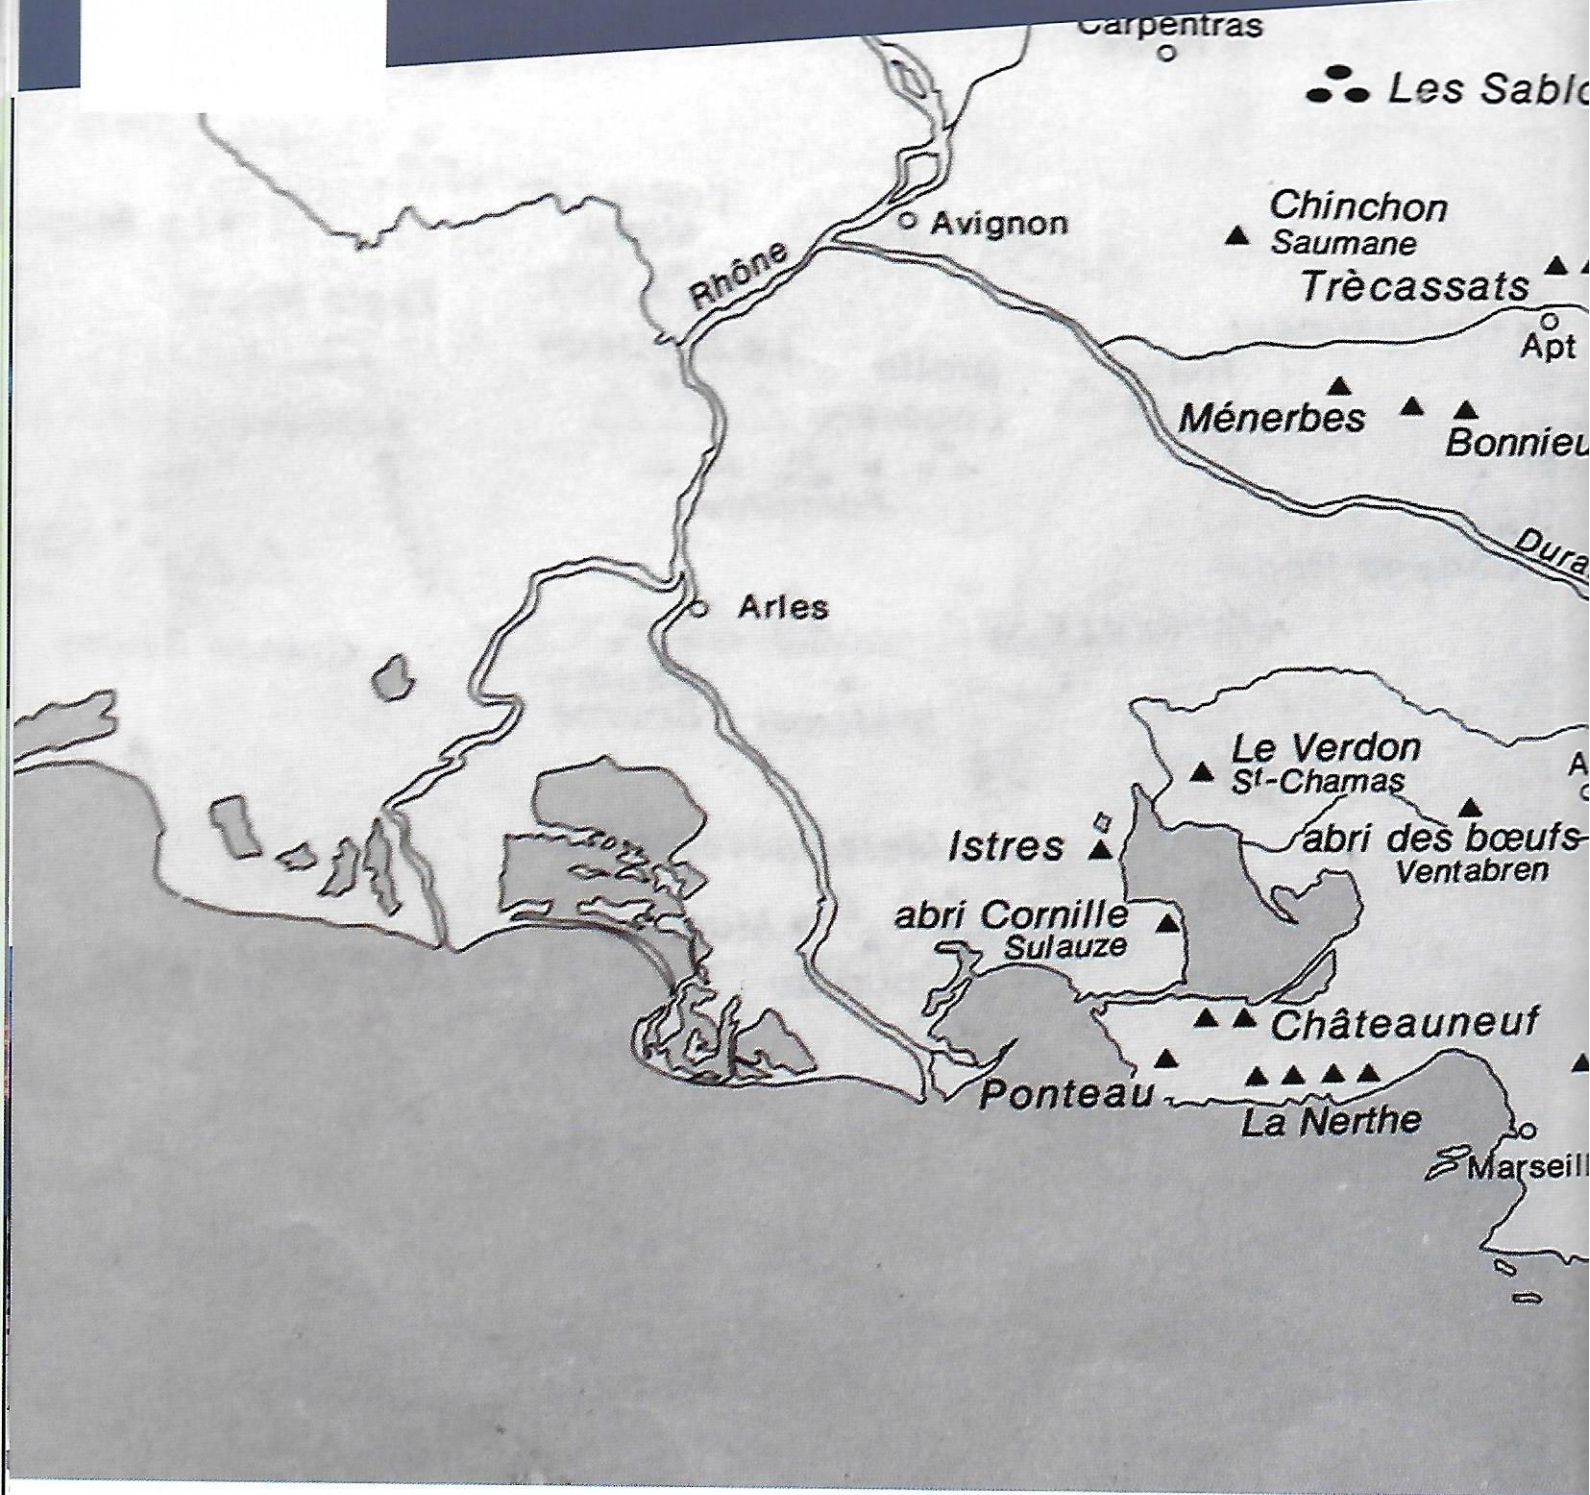 Carpentras
Les Sablo
Chinchon
Saumane
Avignon
Rhône
Trècassats
Apt
Ménerbes
Bonnieu
Dura
Arles
Le Verdon
St-Chamas
A
Istres
abri des bœufs
Ventabren
abri Cornille
Sulauze
Châteauneuf
Ponteau
La Nerthe
Marseill